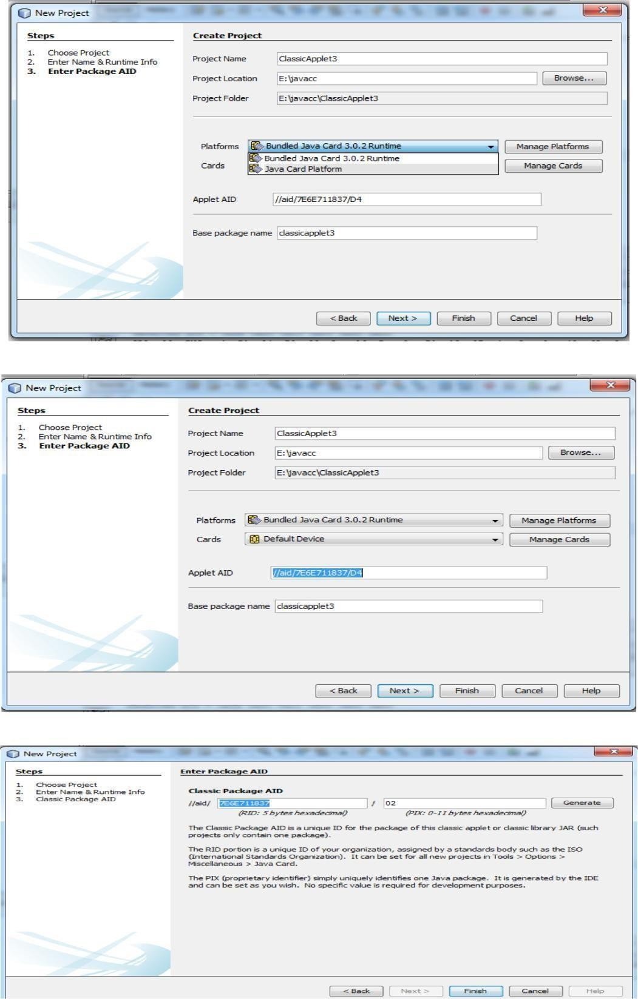 New Project
Steps
1. Choose Project
2. Enter Name & Runtime Info
3. Enter Package AID
Create Project
Project Name ClassicApplet3
Project Location E:\javacc Browse...
Project Folder E:\javacc\ClassicApplet3
Platforms Bundled Java Card 3.0.2 Runtime Manage Platforms
Bundled Java Card 3.0.2 Runtime
Cards Java Card Platform Manage Cards
Applet AID //aid/7E6E711837/D4
Base package name classicapplet3
< Back Next > Finish Cancel Help
New Project
Steps
1. Choose Project
2. Enter Name & Runtime Info
3. Enter Package AID
Create Project
Project Name ClassicApplet3
Project Location E:\javacc Browse...
Project Folder E:\javacc\ClassicApplet3
Platforms Bundled Java Card 3.0.2 Runtime Manage Platforms
Cards Default Device Manage Cards
Applet AID //aid/7E6E711837/D4
Base package name classicapplet3
< Back Next > Finish Cancel Help
New Project
Steps
1. Choose Project
2. Enter Name & Runtime Info
3. Classic Package AID
Enter Package AID
Classic Package AID
//aid/ 7E6E711837 / 02 Generate
(RID: 5 bytes hexadecimal) (PIX: 0-11 bytes hexadecimal)
The Classic Package AID is a unique ID for the package of this classic applet or classic library JAR (such
projects only contain one package).
The RID portion is a unique ID of your organization, assigned by a standards body such as the ISO
(International Standards Organization). It can be set for all new projects in Tools > Options >
Miscellaneous > Java Card.
The PIX (proprietary identifier) simply uniquely identifies one Java package. It is generated by the IDE
and can be set as you wish. No specific value is required for development purposes.
< Back Next > Finish Cancel Help